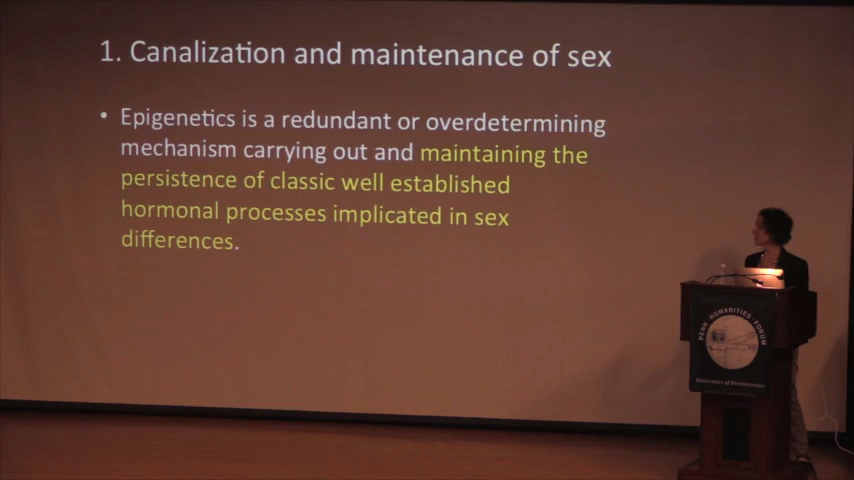 1. Canalization and maintenance of sex
• Epigenetics is a redundant or overdetermining
mechanism carrying out and maintaining the
persistence of classic well established
hormonal processes implicated in sex
differences.
PENN · HUMANITIES · FORUM
UNIVERSITY of PENNSYLVANIA